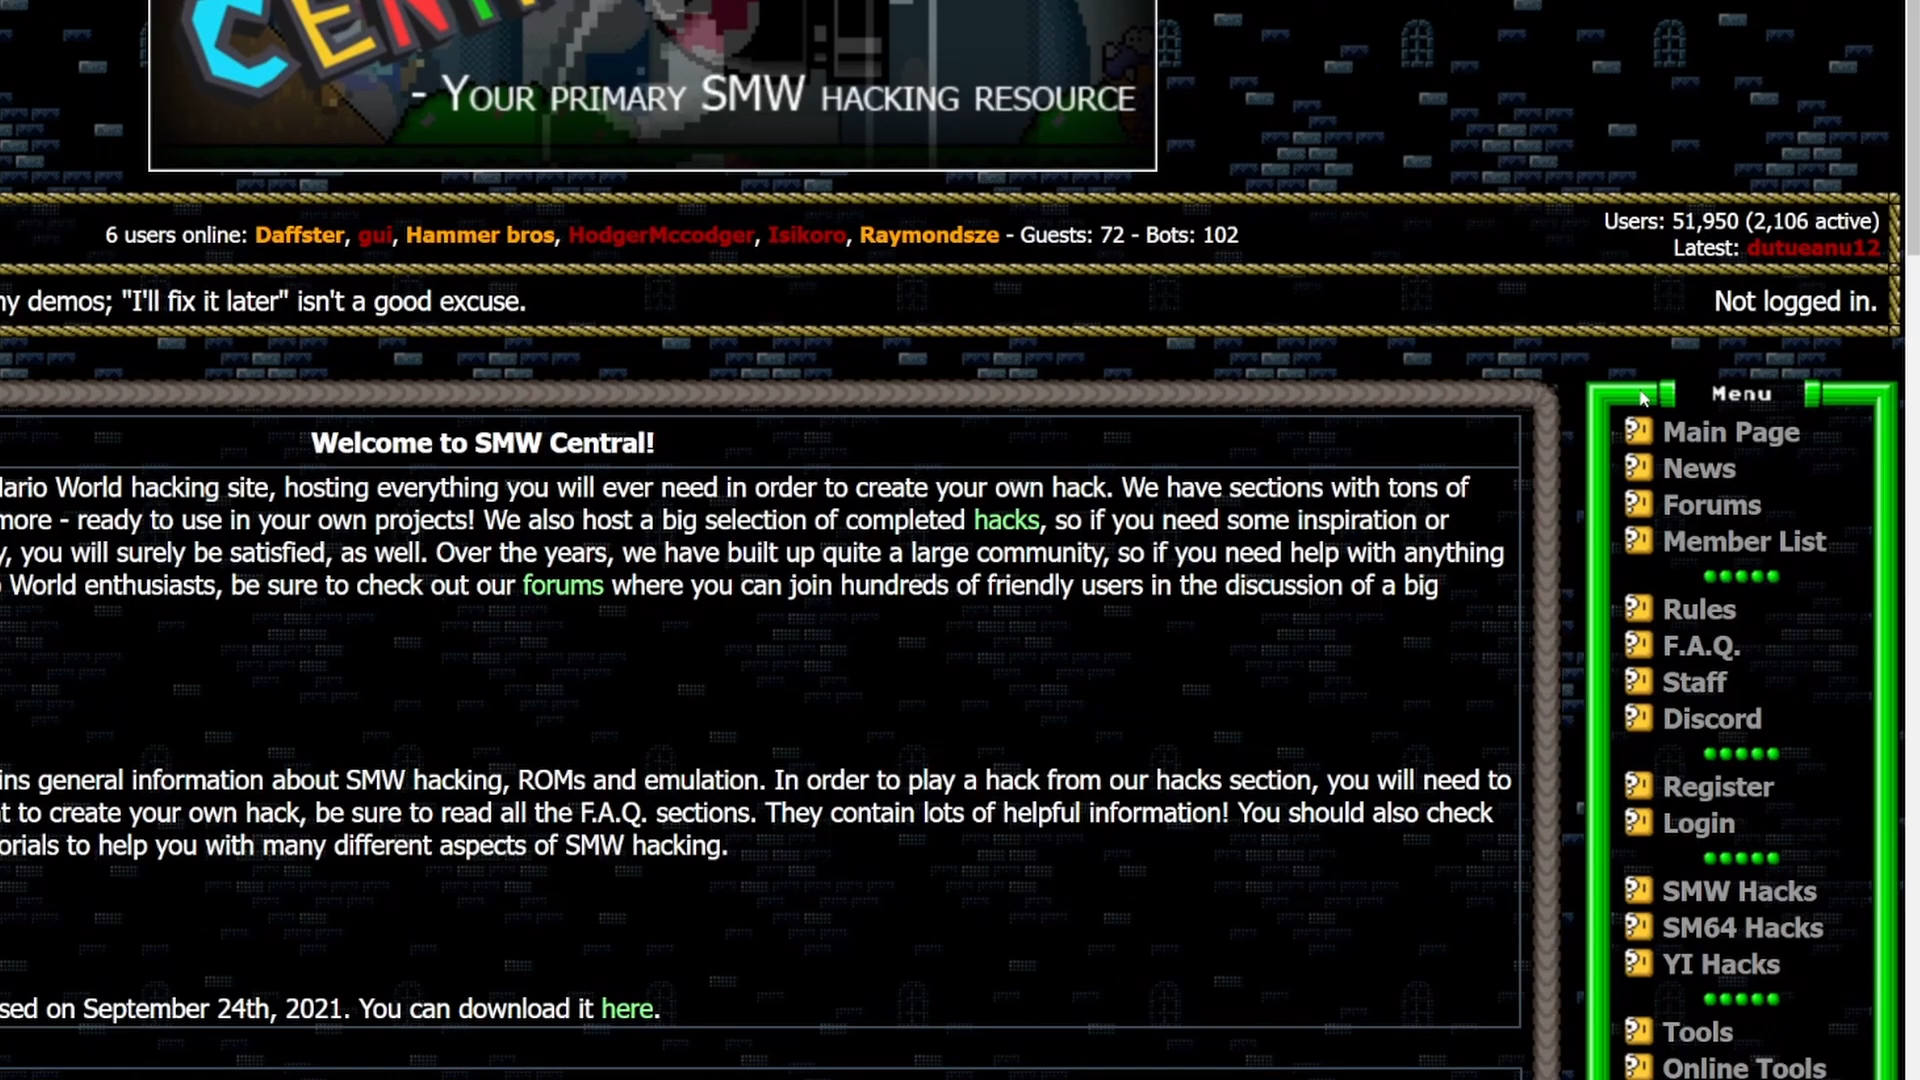 CENT
- YOUR PRIMARY SMW HACKING RESOURCE
6 users online: Daffster, gui, Hammer bros, HodgerMccodger, Isikoro, Raymondsze - Guests: 72 - Bots: 102
Users: 51,950 (2,106 active)
Latest: dutueanu12
ny demos; "I'll fix it later" isn't a good excuse.
Not logged in.
Welcome to SMW Central!
Mario World hacking site, hosting everything you will ever need in order to create your own hack. We have sections with tons of
more - ready to use in your own projects! We also host a big selection of completed hacks, so if you need some inspiration or
y, you will surely be satisfied, as well. Over the years, we have built up quite a large community, so if you need help with anything
o World enthusiasts, be sure to check out our forums where you can join hundreds of friendly users in the discussion of a big
ins general information about SMW hacking, ROMs and emulation. In order to play a hack from our hacks section, you will need to
t to create your own hack, be sure to read all the F.A.Q. sections. They contain lots of helpful information! You should also check
orials to help you with many different aspects of SMW hacking.
sed on September 24th, 2021. You can download it here.
Menu
Main Page
News
Forums
Member List
Rules
F.A.Q.
Staff
Discord
Register
Login
SMW Hacks
SM64 Hacks
YI Hacks
Tools
Online Tools